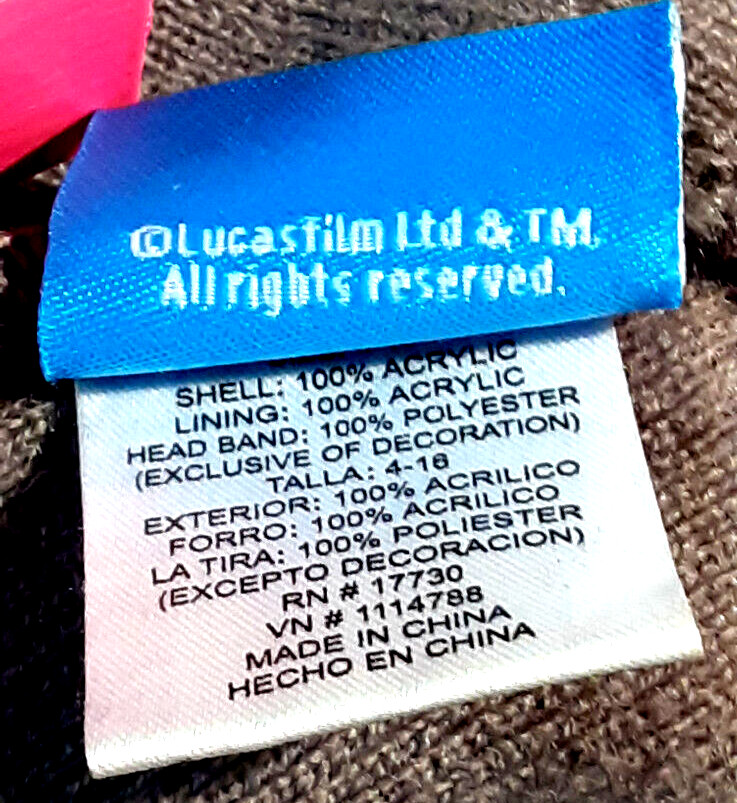 ©Lucasfilm Ltd & TM.
All rights reserved.
SHELL: 100% ACRYLIC
LINING: 100% ACRYLIC
HEAD BAND: 100% POLYESTER
(EXCLUSIVE OF DECORATION)
TALLA: 4-16
EXTERIOR: 100% ACRILICO
FORRO: 100% ACRILICO
LA TIRA: 100% POLIESTER
(EXCEPTO DECORACION)
RN # 17730
VN # 1114788
MADE IN CHINA
HECHO EN CHINA